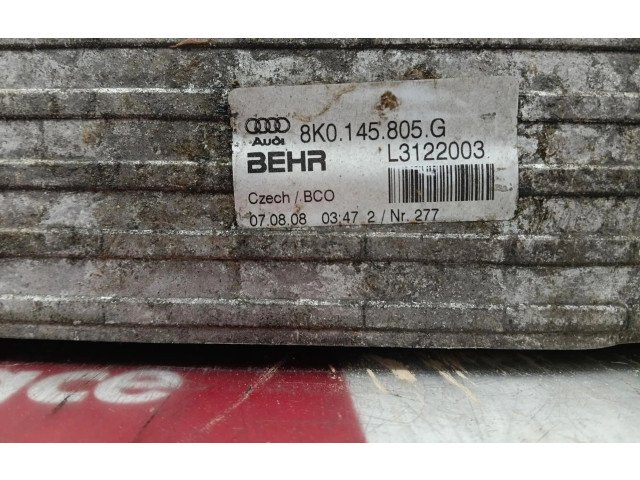 Audi 8K0.145.805.G
BEHR L3122003
Czech / BCO
07.08.08 03:47 2 / Nr. 277